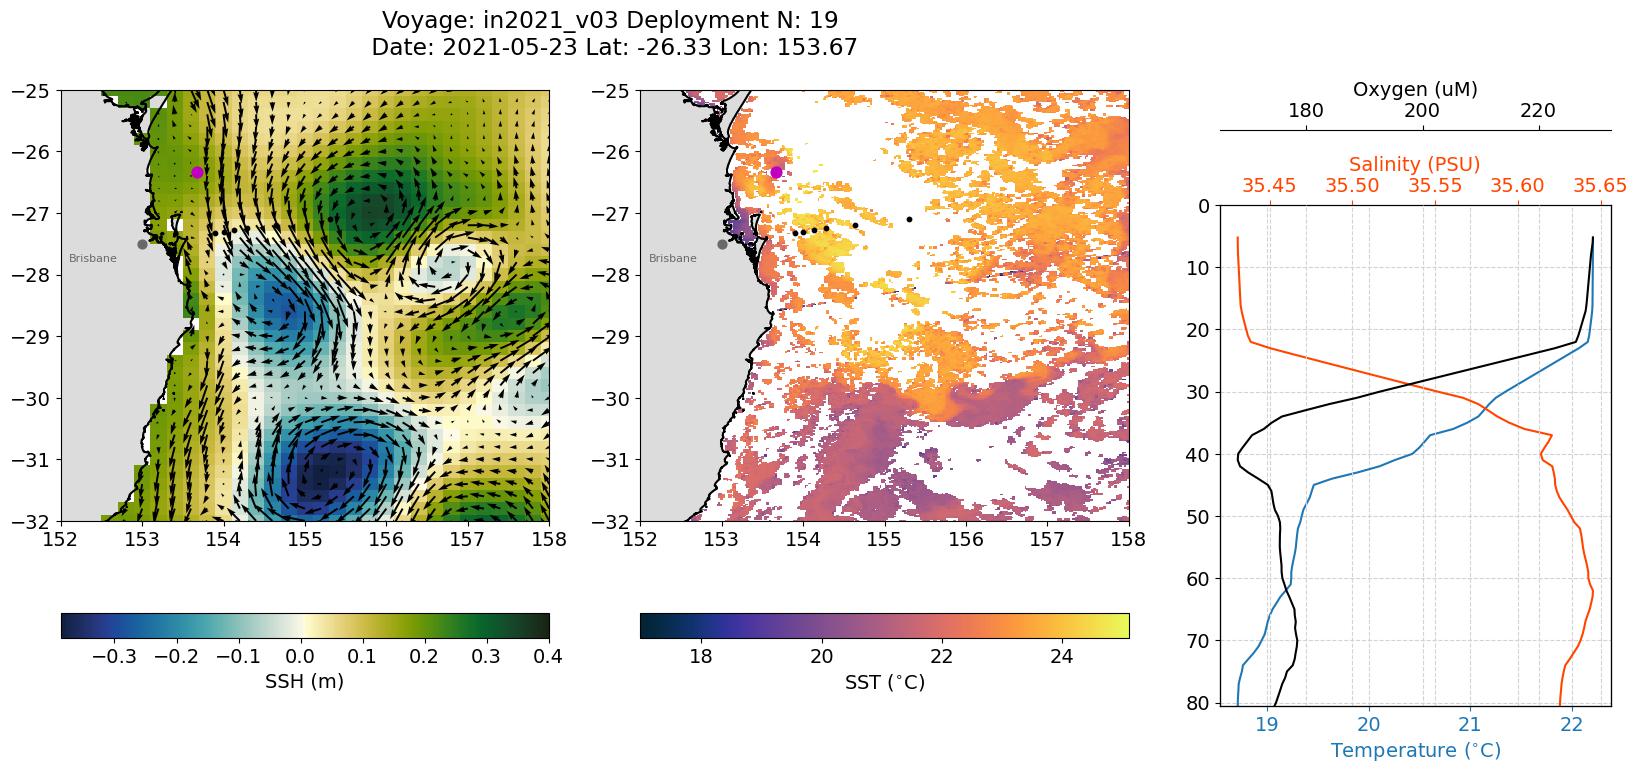 Voyage: in2021_v03 Deployment N: 19
Date: 2021-05-23 Lat: -26.33 Lon: 153.67
−25
−26
−27
−28
−29
−30
−31
−32
152 153 154 155 156 157 158
Brisbane
−0.3 −0.2 −0.1 0.0 0.1 0.2 0.3 0.4
SSH (m)
−25
−26
−27
−28
−29
−30
−31
−32
152 153 154 155 156 157 158
Brisbane
18 20 22 24
SST (°C)
Oxygen (uM)
180 200 220
Salinity (PSU)
35.45 35.50 35.55 35.60 35.65
0
10
20
30
40
50
60
70
80
19 20 21 22
Temperature (°C)